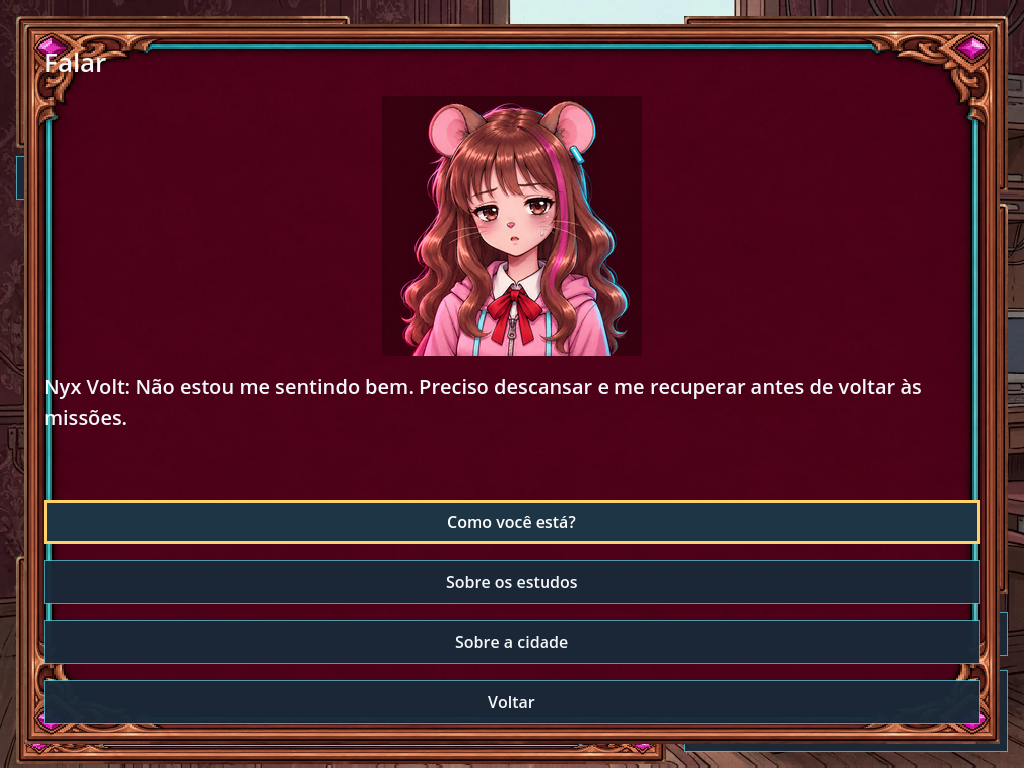 Falar
Nyx Volt: Não estou me sentindo bem. Preciso descansar e me recuperar antes de voltar às
missões.
Como você está?
Sobre os estudos
Sobre a cidade
Voltar